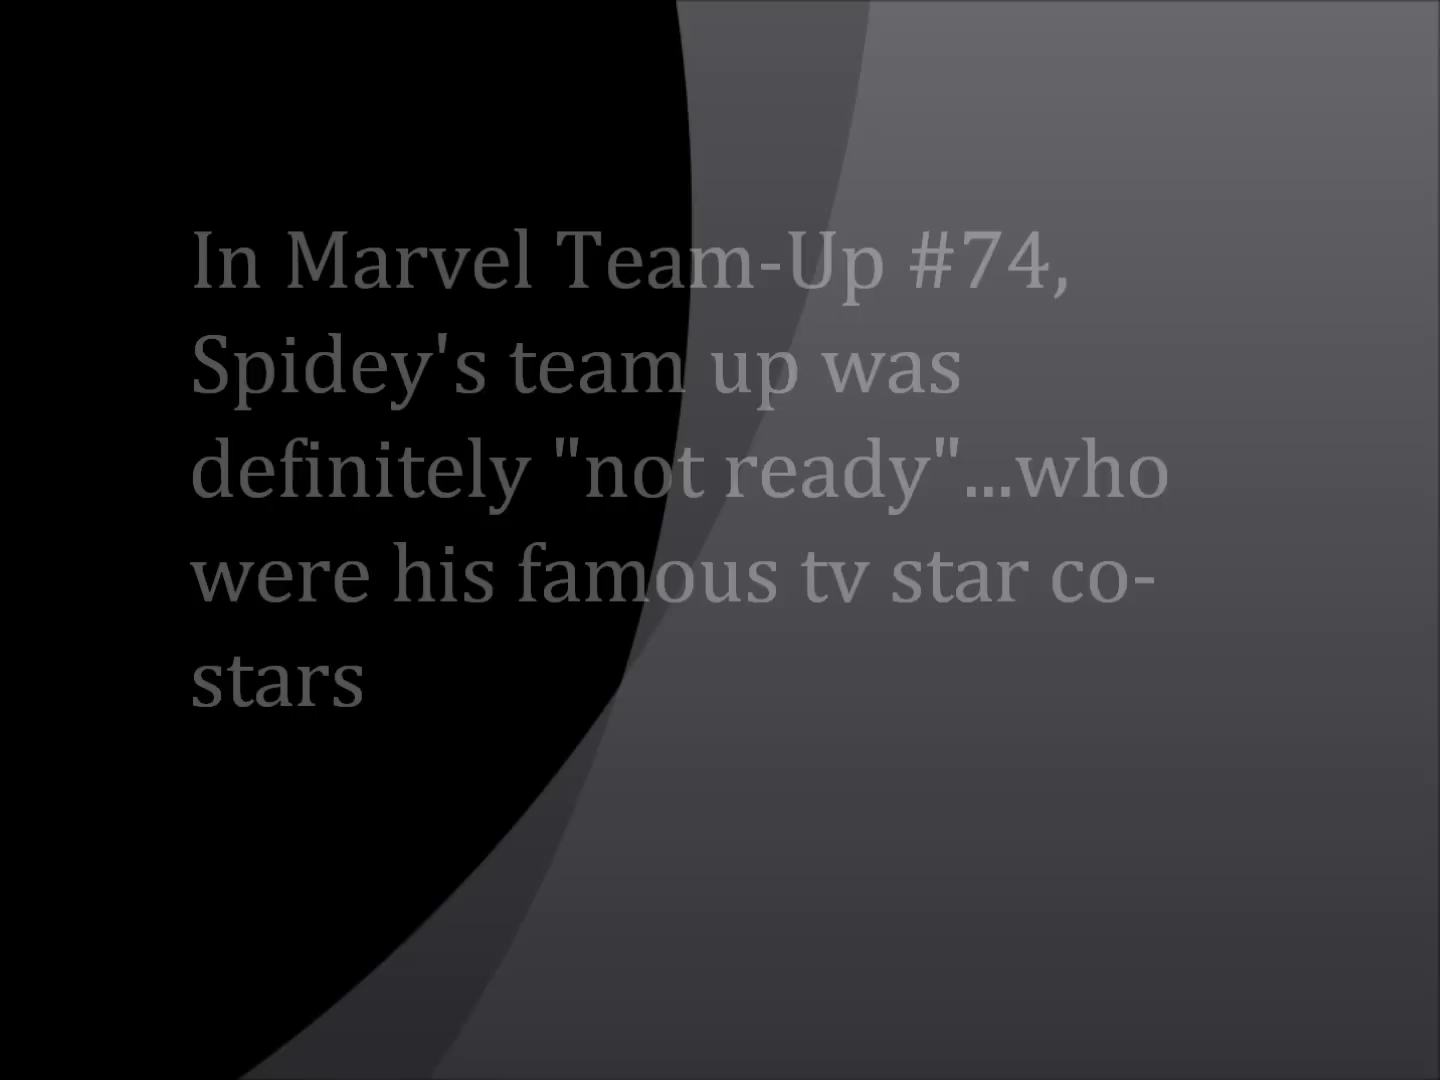 In Marvel Team-Up #74,
Spidey's team up was
definitely "not ready"...who
were his famous tv star co-
stars